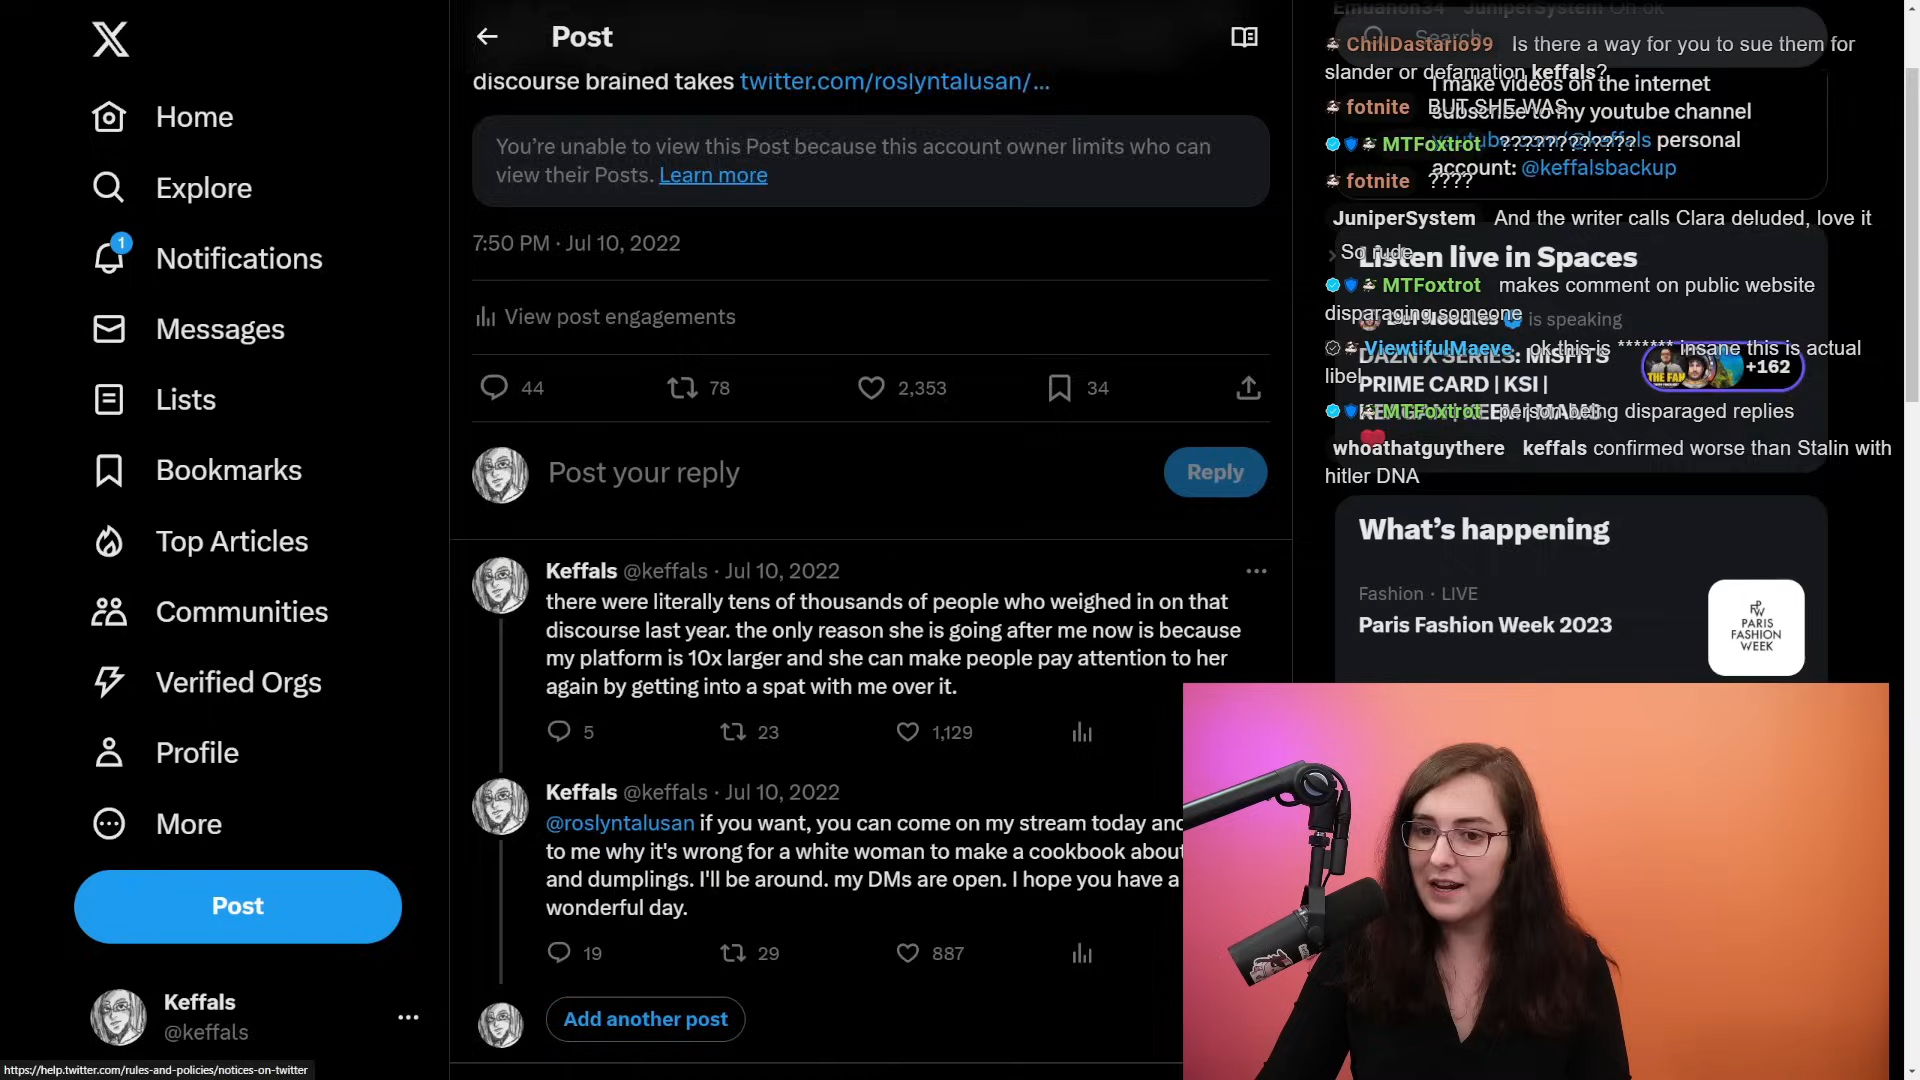 Post
discourse brained takes twitter.com/roslyntalusan/...
You're unable to view this Post because this account owner limits who can
view their Posts. Learn more
7:50 PM · Jul 10, 2022
View post engagements
44 78 2,353 34
Post your reply
Reply
Keffals @keffals · Jul 10, 2022
there were literally tens of thousands of people who weighed in on that
discourse last year. the only reason she is going after me now is because
my platform is 10x larger and she can make people pay attention to her
again by getting into a spat with me over it.
5 23 1,129
Keffals @keffals · Jul 10, 2022
@roslyntalusan if you want, you can come on my stream today and
to me why it's wrong for a white woman to make a cookbook about
and dumplings. I'll be around. my DMs are open. I hope you have a
wonderful day.
19 29 887
Add another post
Home
Explore
1
Notifications
Messages
Lists
Bookmarks
Top Articles
Communities
Verified Orgs
Profile
More
Post
Keffals
@keffals
https://help.twitter.com/rules-and-policies/notices-on-twitter
Emuanon34 JuniperSystem Oh ok
Search
ChillDastario99 Is there a way for you to sue them for
slander or defamation keffals?
I make videos on the internet
fotnite BUT SHE WAS
subscribe to my youtube channel
MTFoxtrot ????????????
youtube.com/@keffals personal
account: @keffalsbackup
fotnite ????
JuniperSystem And the writer calls Clara deluded, love it
So rude
Listen live in Spaces
MTFoxtrot makes comment on public website
disparaging someone
Def Noodles is speaking
ViewtifulMaeve ok this is ******* insane this is actual
libel
DAZN X SERIES: MISFITS
PRIME CARD | KSI |
+162
THE FAN
MTFoxtrot person being disparaged replies
whoathatguythere keffals confirmed worse than Stalin with
hitler DNA
What's happening
Fashion · LIVE
Paris Fashion Week 2023
PARIS
FASHION
WEEK